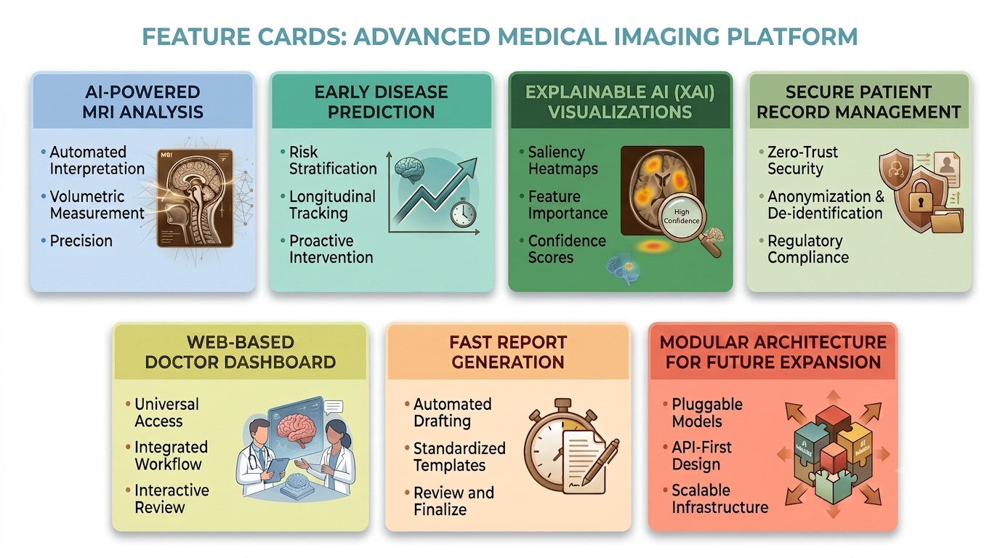 FEATURE CARDS: ADVANCED MEDICAL IMAGING PLATFORM
AI-POWERED
MRI ANALYSIS
• Automated
Interpretation
• Volumetric
Measurement
• Precision
MRI
EARLY DISEASE
PREDICTION
• Risk
Stratification
• Longitudinal
Tracking
• Proactive
Intervention
EXPLAINABLE AI (XAI)
VISUALIZATIONS
• Saliency
Heatmaps
• Feature
Importance
• Confidence
Scores
High
Confidence
SECURE PATIENT
RECORD MANAGEMENT
• Zero-Trust
Security
• Anonymization &
De-identification
• Regulatory
Compliance
WEB-BASED
DOCTOR DASHBOARD
• Universal
Access
• Integrated
Workflow
• Interactive
Review
FAST REPORT
GENERATION
• Automated
Drafting
• Standardized
Templates
• Review and
Finalize
MODULAR ARCHITECTURE
FOR FUTURE EXPANSION
• Pluggable
Models
• API-First
Design
• Scalable
Infrastructure